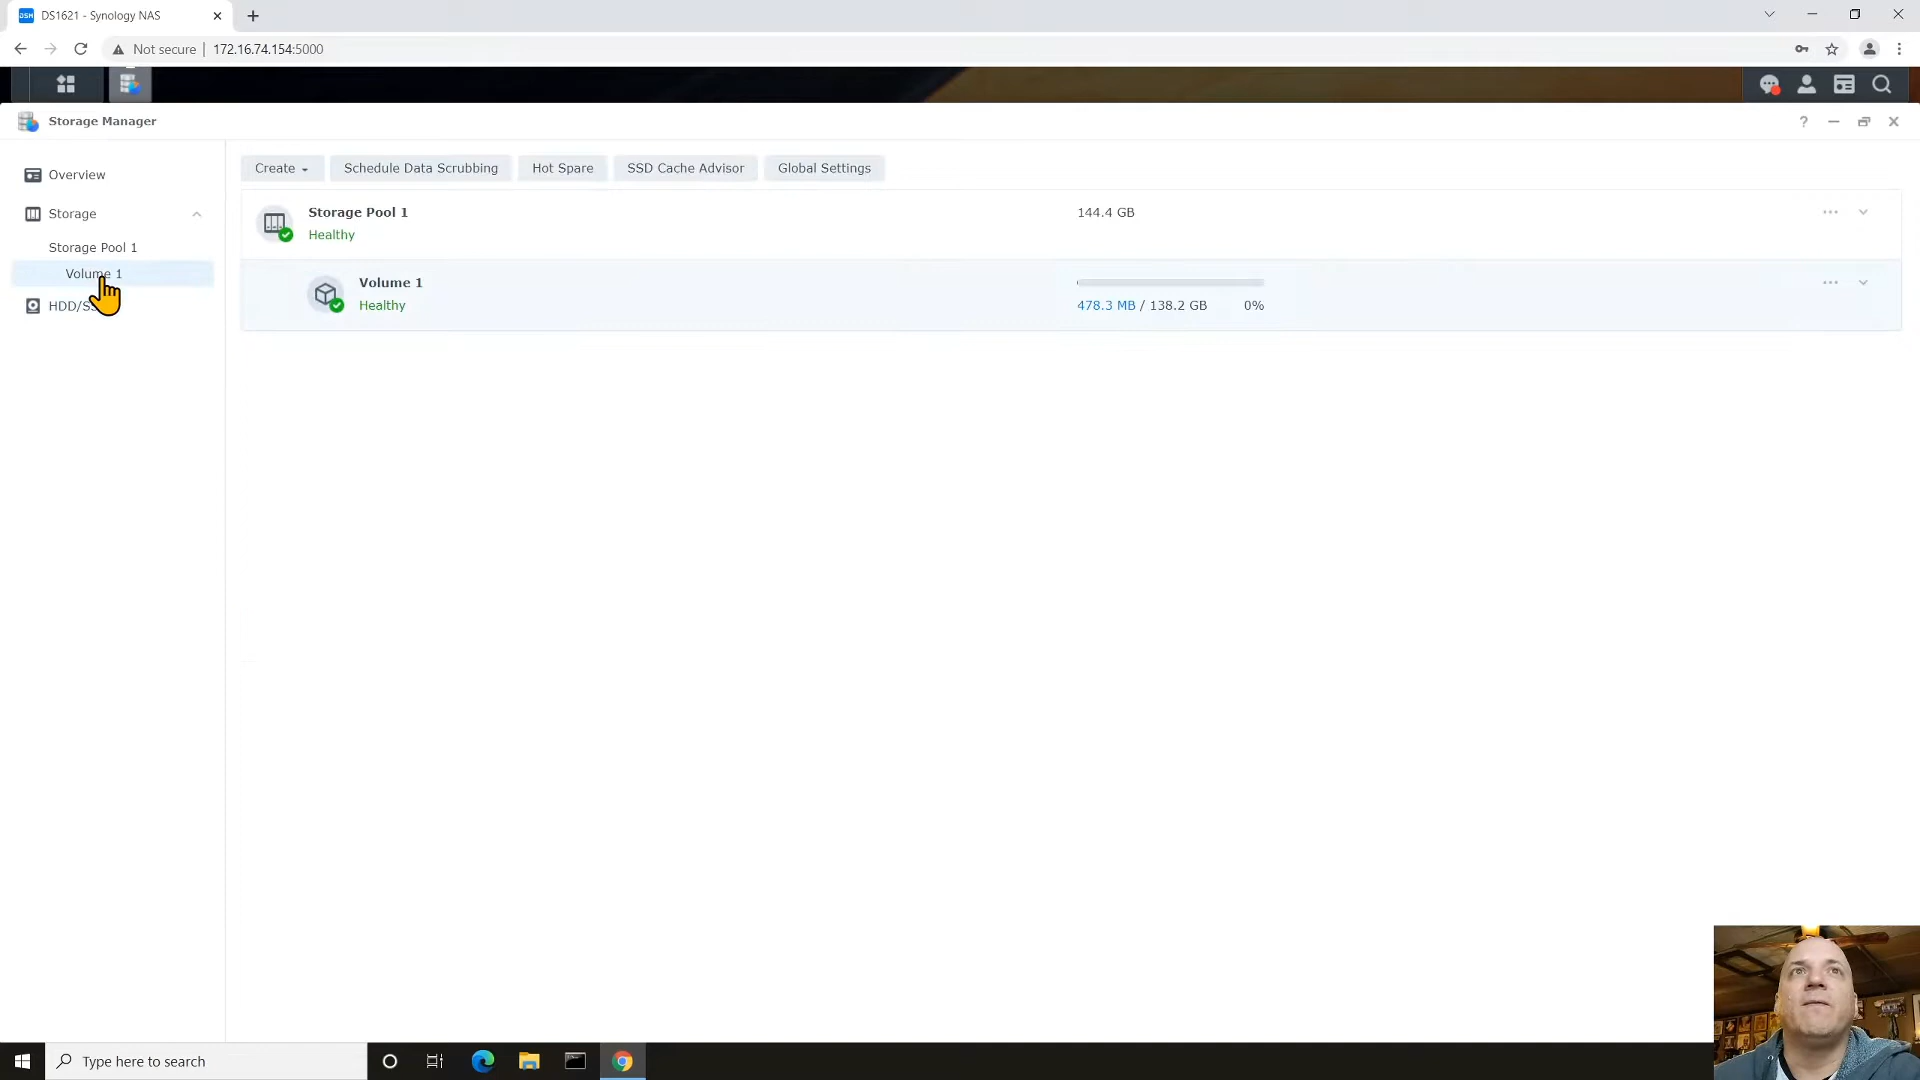 DS1621 - Synology NAS
Not secure | 172.16.74.154:5000
Storage Manager
Overview
Storage
Storage Pool 1
Volume 1
Create
Schedule Data Scrubbing
Hot Spare
SSD Cache Advisor
Global Settings
Storage Pool 1
Healthy
144.4 GB
Volume 1
Healthy
478.3 MB / 138.2 GB 0%
Type here to search